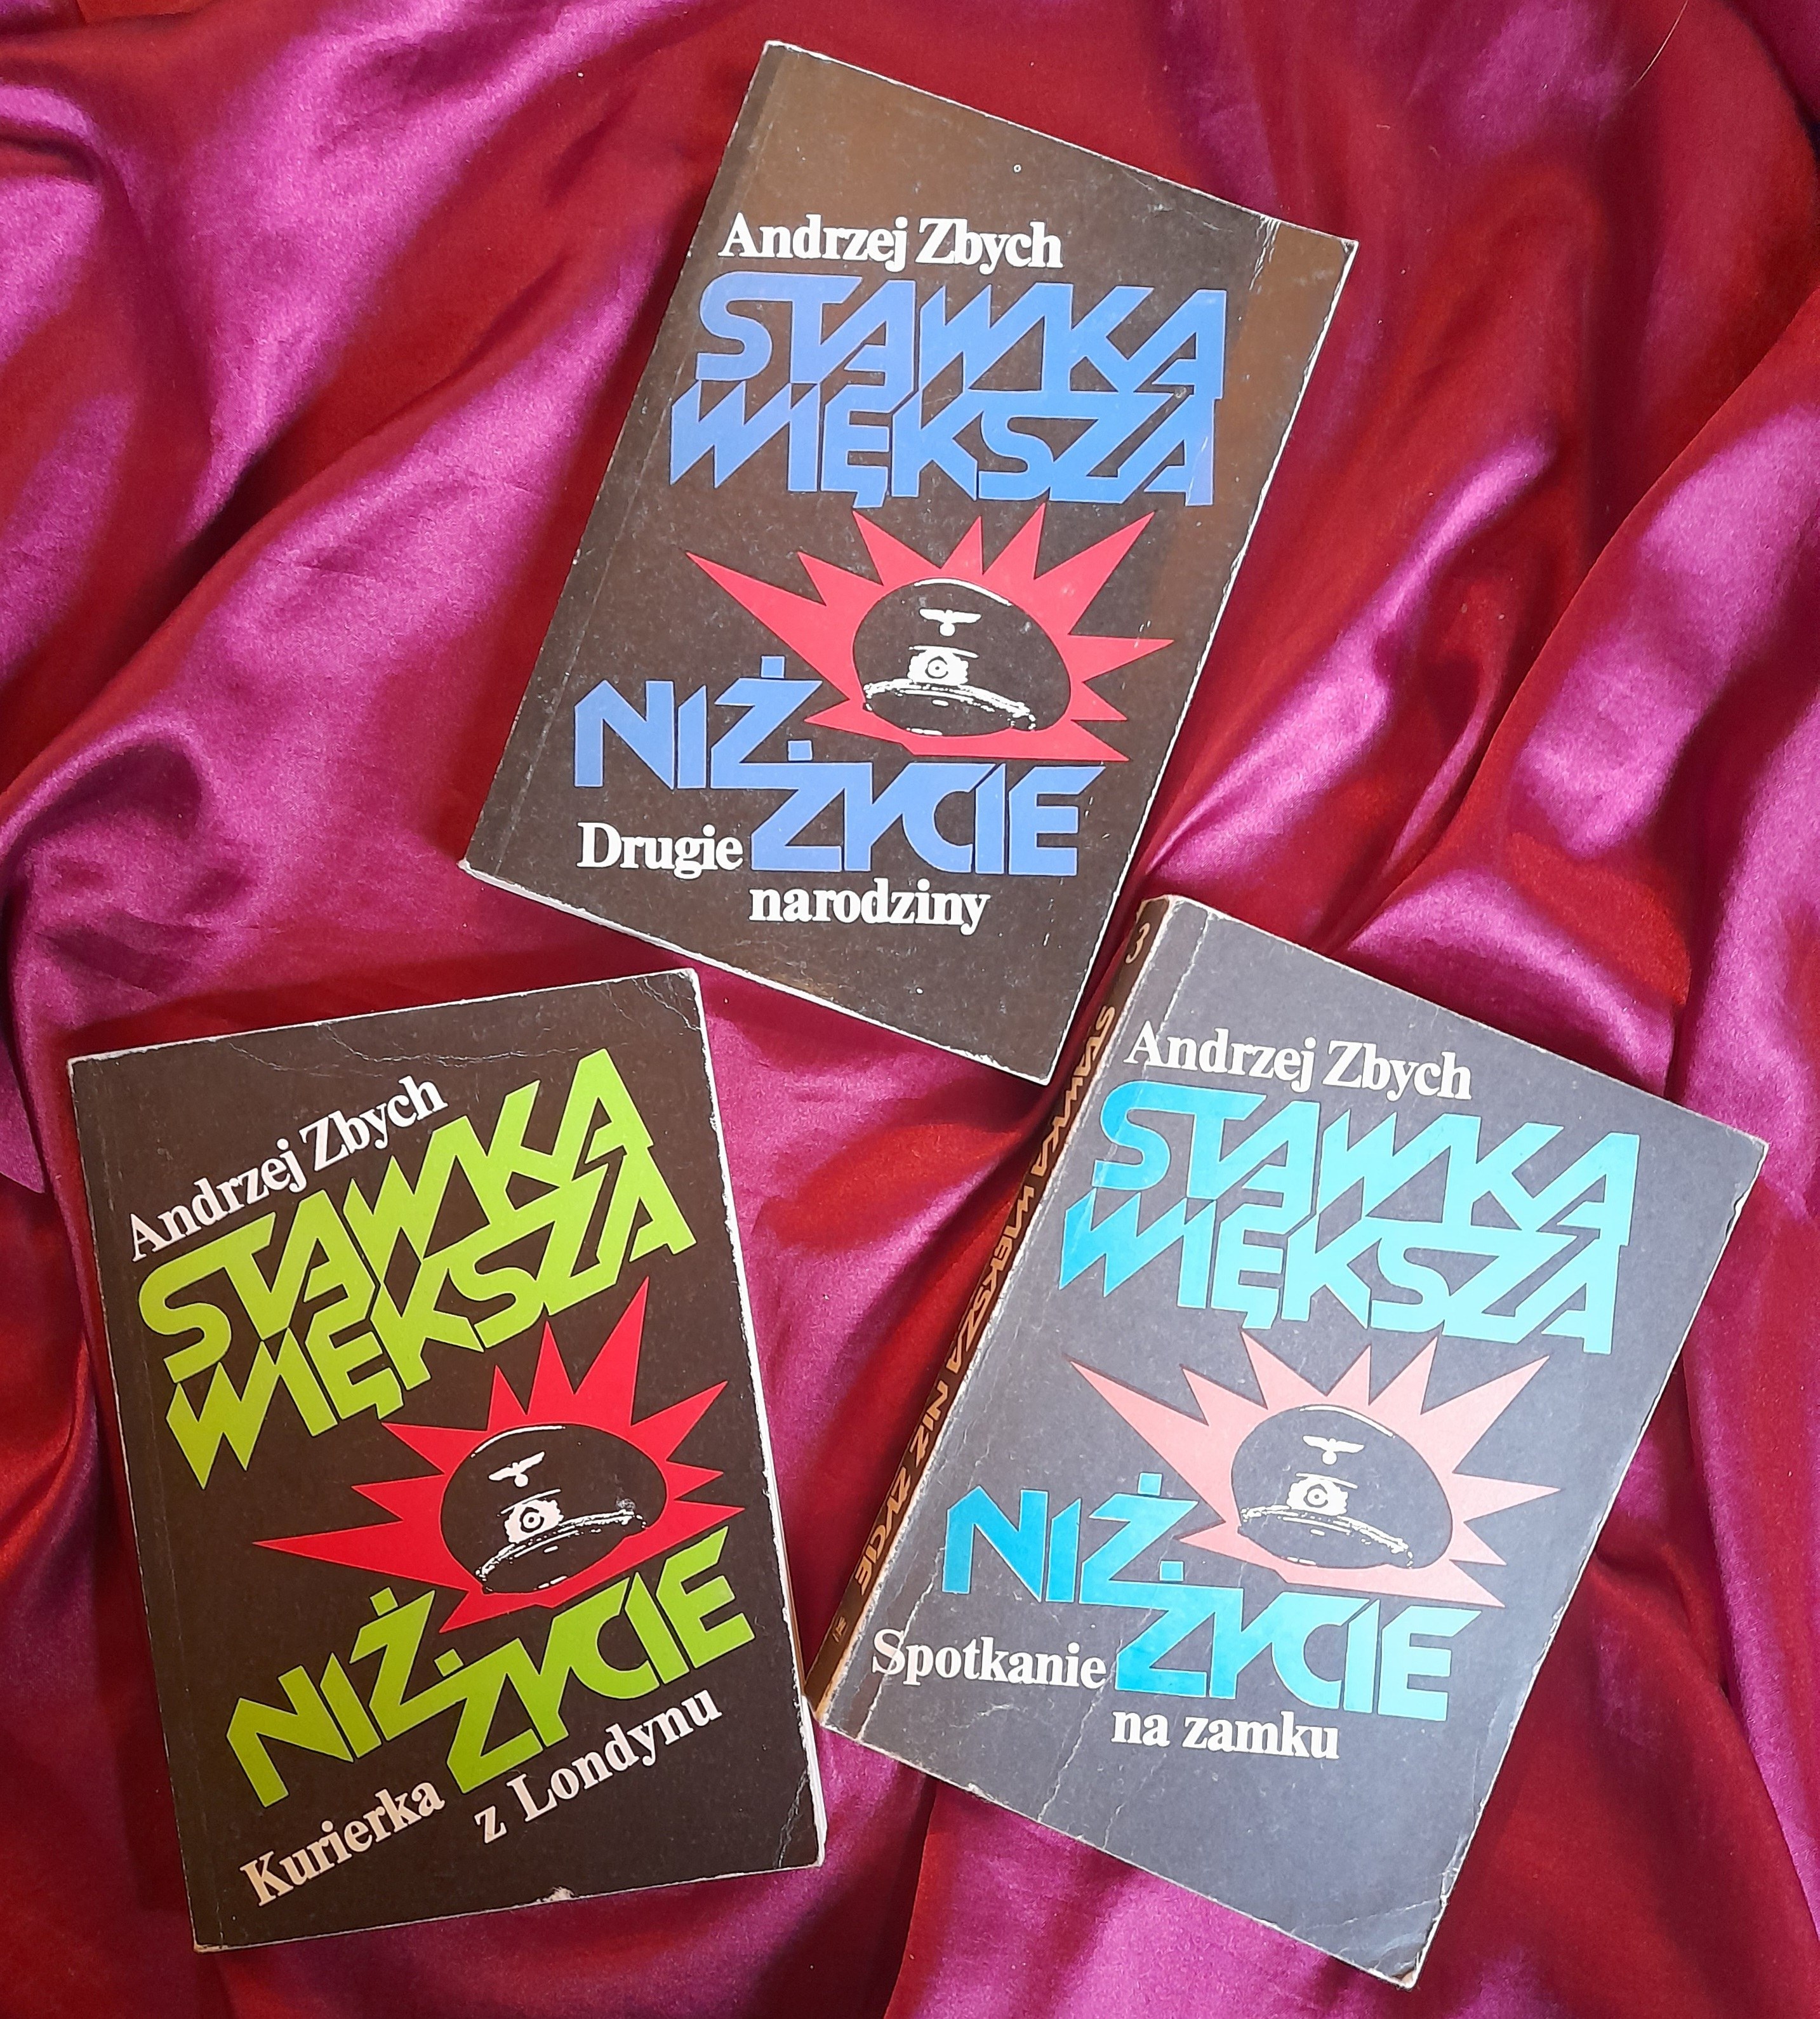 Andrzej Zbych
STAWKA
WIĘKSZA
NIŻ
ŻYCIE
Drugie
narodziny
Andrzej Zbych
STAWKA
WIĘKSZA
NIŻ
ŻYCIE
Kurierka
z Londynu
3
STAWKA WIĘKSZA NIŻ ŻYCIE
Andrzej Zbych
STAWKA
WIĘKSZA
NIŻ
ŻYCIE
Spotkanie
na zamku